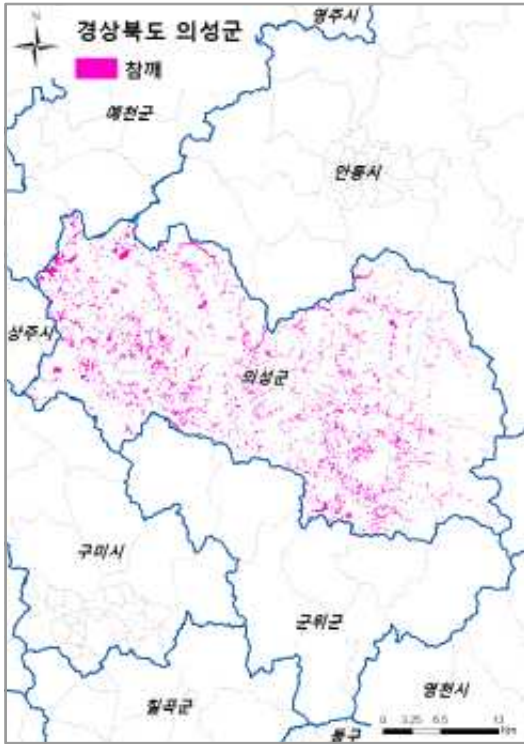 경상북도 의성군
참깨
영주시
예천군
안동시
상주시
의성군
구미시
군위군
영천시
칠곡군
동구
0 3.25 6.5 13
Km